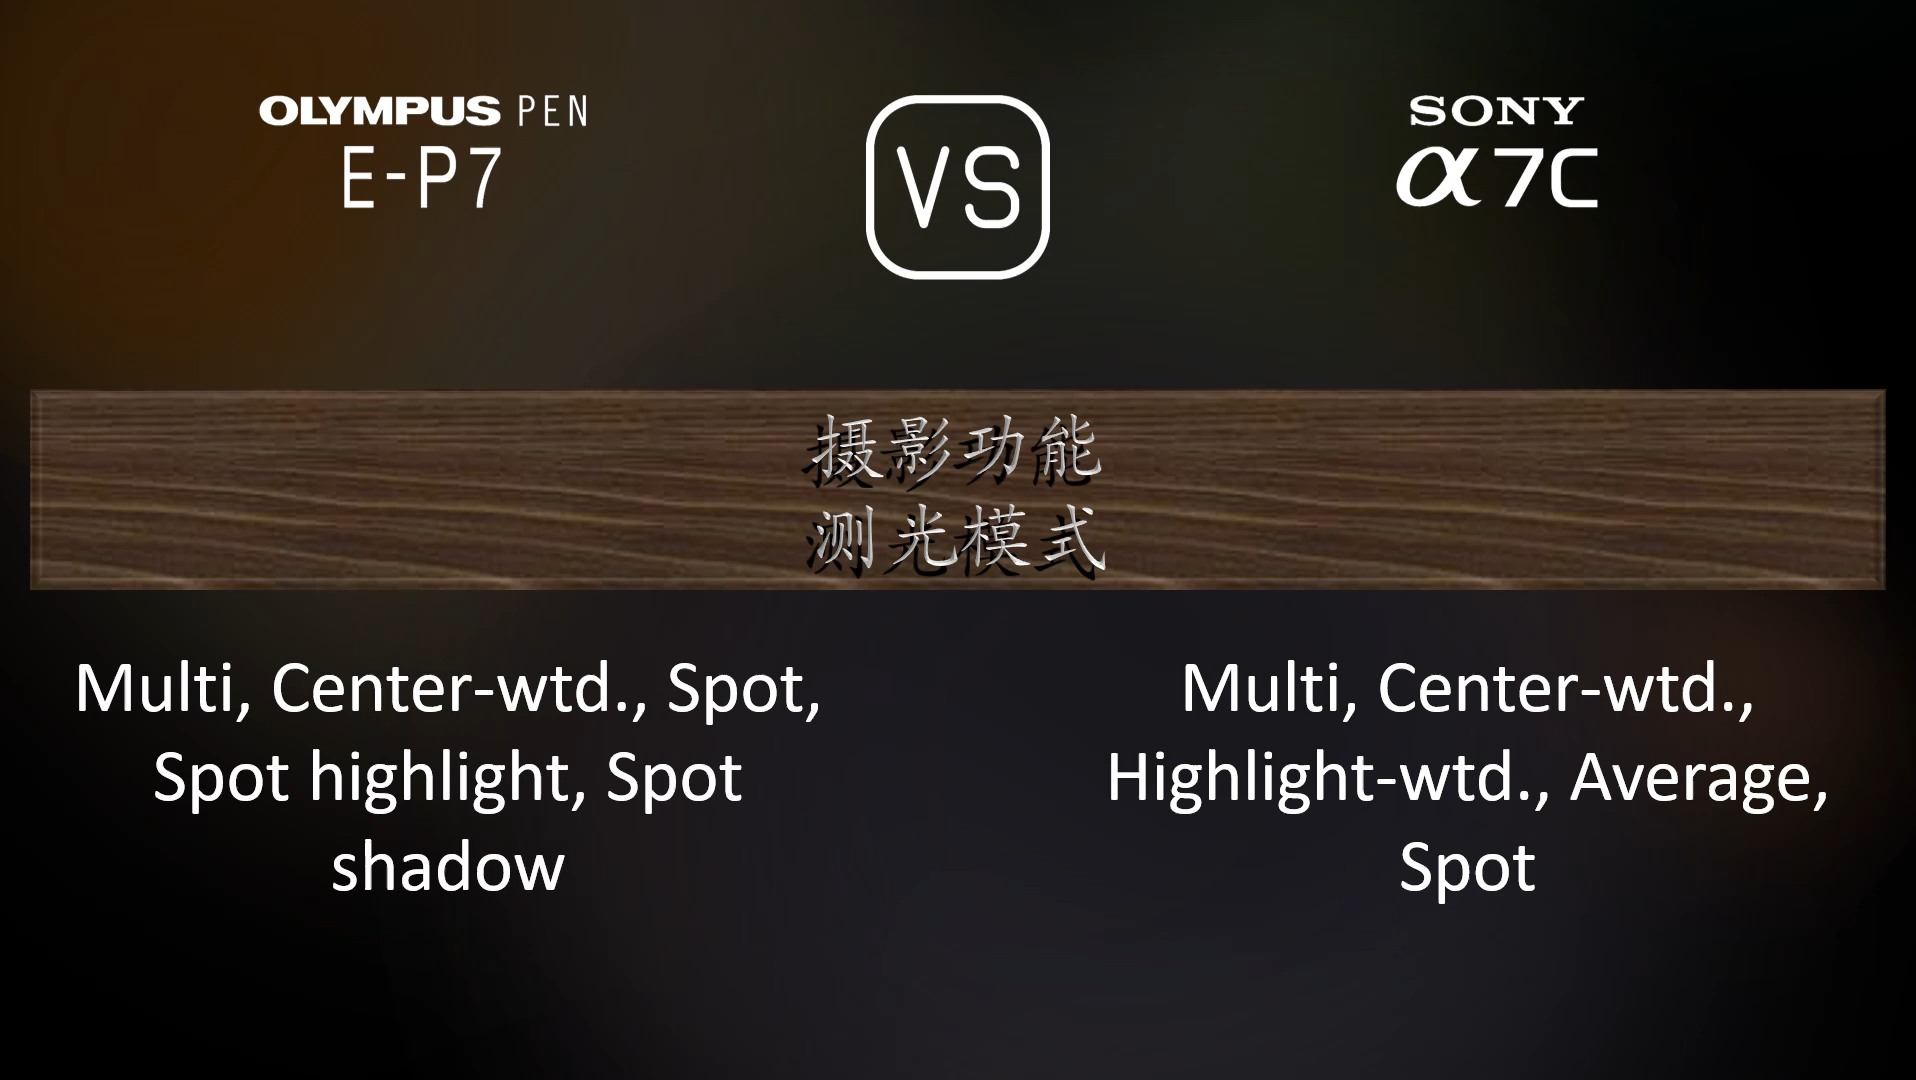 OLYMPUS PEN
E-P7
VS
SONY
α7C
摄影功能
测光模式
Multi, Center-wtd., Spot,
Spot highlight, Spot
shadow
Multi, Center-wtd.,
Highlight-wtd., Average,
Spot